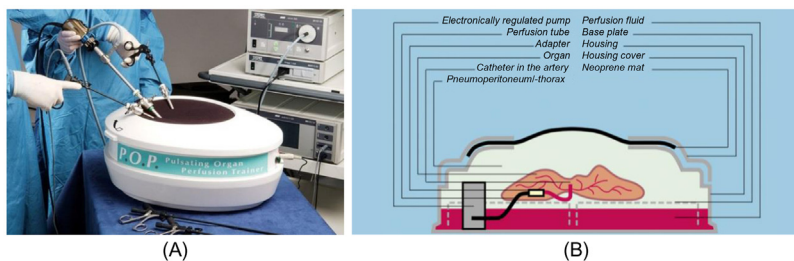 P.O.P. Pulsating Organ
Perfusion Trainer
Electronically regulated pump Perfusion fluid
Perfusion tube Base plate
Adapter Housing
Organ Housing cover
Catheter in the artery Neoprene mat
Pneumoperitoneum/-thorax
(A) (B)